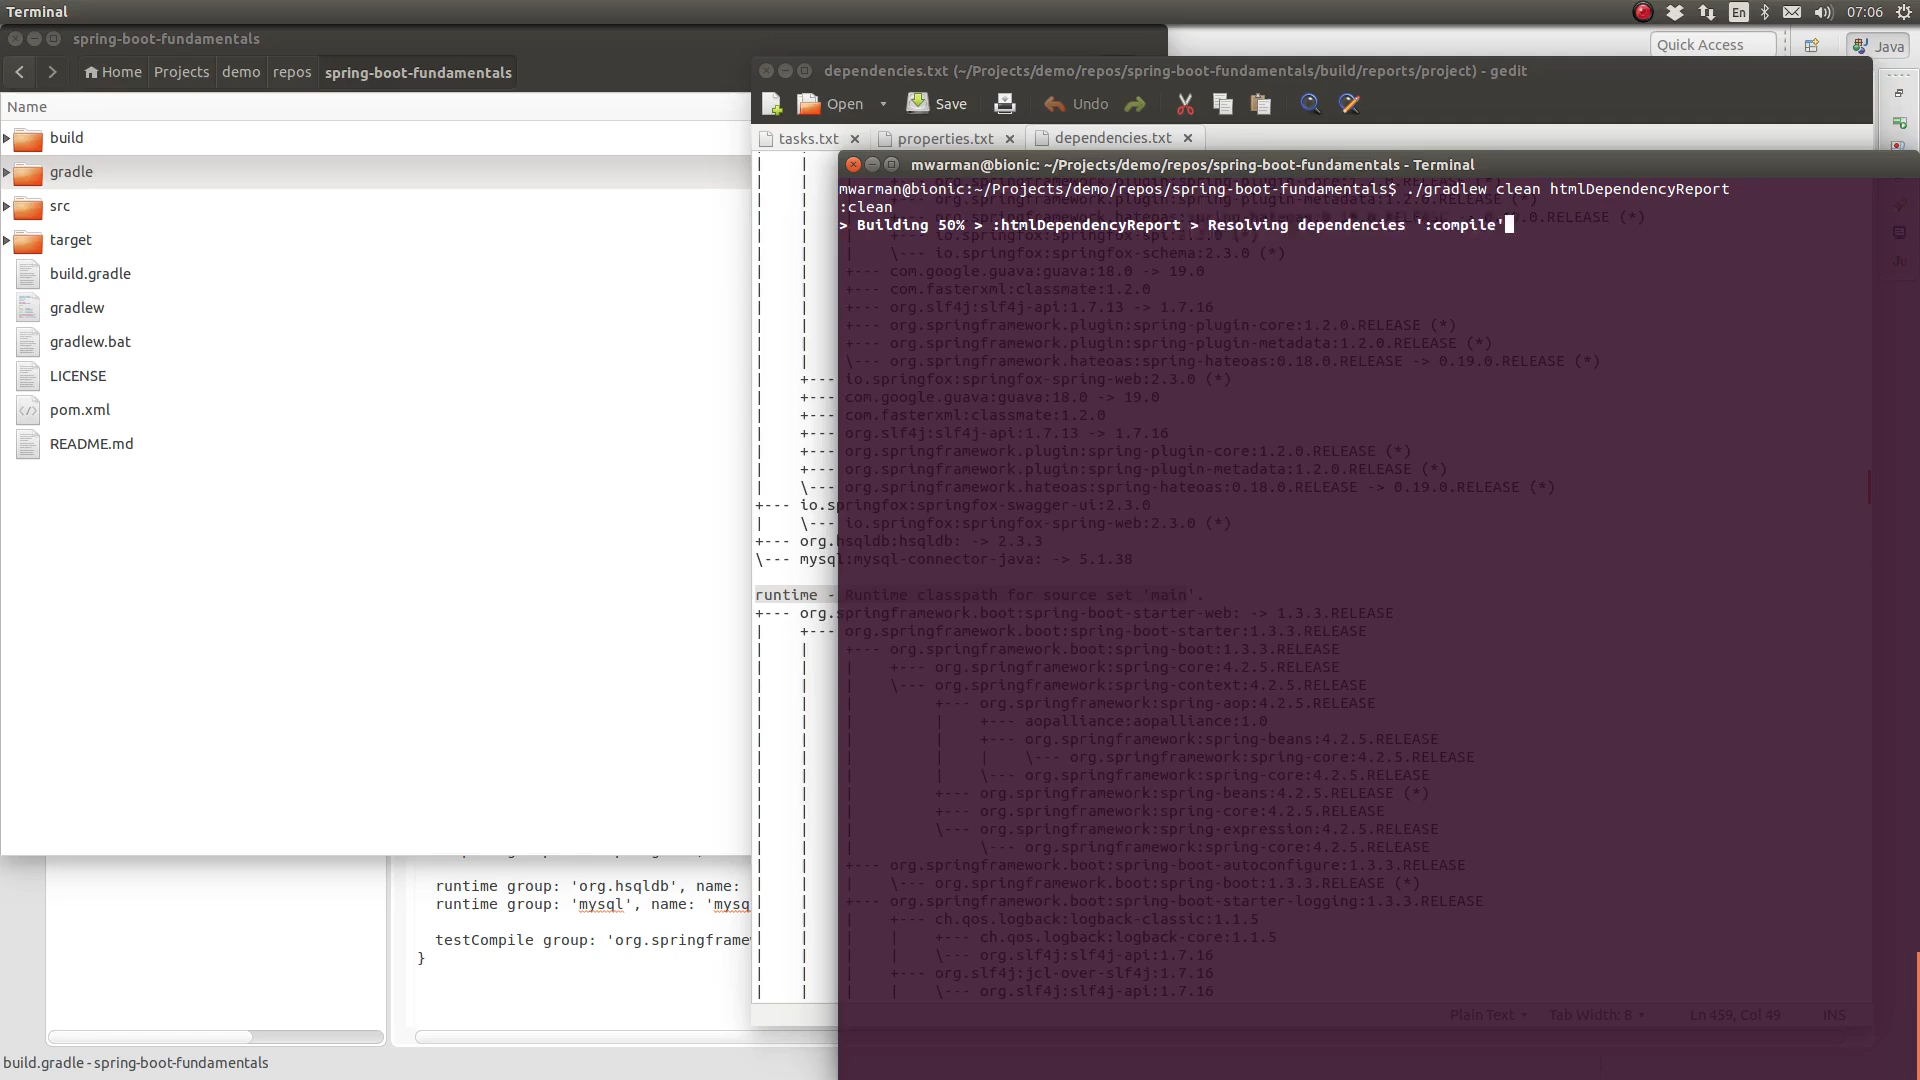 Terminal
En
07:06
spring-boot-fundamentals
Quick Access
Java
Home
Projects
demo
repos
spring-boot-fundamentals
dependencies.txt (~/Projects/demo/repos/spring-boot-fundamentals/build/reports/project) - gedit
Open
Save
Undo
Name
tasks.txt
properties.txt
dependencies.txt
build
gradle
src
target
build.gradle
gradlew
gradlew.bat
LICENSE
pom.xml
README.md
mwarman@bionic: ~/Projects/demo/repos/spring-boot-fundamentals - Terminal
mwarman@bionic:~/Projects/demo/repos/spring-boot-fundamentals$ ./gradlew clean htmlDependencyReport
:clean
> Building 50% > :htmlDependencyReport > Resolving dependencies ':compile'
\--- io.springfox:springfox-schema:2.3.0 (*)
+--- com.google.guava:guava:18.0 -> 19.0
+--- com.fasterxml:classmate:1.2.0
+--- org.slf4j:slf4j-api:1.7.13 -> 1.7.16
+--- org.springframework.plugin:spring-plugin-core:1.2.0.RELEASE (*)
+--- org.springframework.plugin:spring-plugin-metadata:1.2.0.RELEASE (*)
\--- org.springframework.hateoas:spring-hateoas:0.18.0.RELEASE -> 0.19.0.RELEASE (*)
| +--- io.springfox:springfox-spring-web:2.3.0 (*)
| +--- com.google.guava:guava:18.0 -> 19.0
| +--- com.fasterxml:classmate:1.2.0
| +--- org.slf4j:slf4j-api:1.7.13 -> 1.7.16
| +--- org.springframework.plugin:spring-plugin-core:1.2.0.RELEASE (*)
| +--- org.springframework.plugin:spring-plugin-metadata:1.2.0.RELEASE (*)
| \--- org.springframework.hateoas:spring-hateoas:0.18.0.RELEASE -> 0.19.0.RELEASE (*)
+--- io.springfox:springfox-swagger-ui:2.3.0
| \--- io.springfox:springfox-spring-web:2.3.0 (*)
+--- org.hsqldb:hsqldb: -> 2.3.3
\--- mysql:mysql-connector-java: -> 5.1.38
runtime - Runtime classpath for source set 'main'.
+--- org.springframework.boot:spring-boot-starter-web: -> 1.3.3.RELEASE
| +--- org.springframework.boot:spring-boot-starter:1.3.3.RELEASE
| | +--- org.springframework.boot:spring-boot:1.3.3.RELEASE
| | | +--- org.springframework:spring-core:4.2.5.RELEASE
| | | \--- org.springframework:spring-context:4.2.5.RELEASE
| | | +--- org.springframework:spring-aop:4.2.5.RELEASE
| | | | +--- aopalliance:aopalliance:1.0
| | | | +--- org.springframework:spring-beans:4.2.5.RELEASE
| | | | | \--- org.springframework:spring-core:4.2.5.RELEASE
| | | | \--- org.springframework:spring-core:4.2.5.RELEASE
| | | +--- org.springframework:spring-beans:4.2.5.RELEASE (*)
| | | +--- org.springframework:spring-core:4.2.5.RELEASE
| | | \--- org.springframework:spring-expression:4.2.5.RELEASE
| | | \--- org.springframework:spring-core:4.2.5.RELEASE
| | +--- org.springframework.boot:spring-boot-autoconfigure:1.3.3.RELEASE
| | | \--- org.springframework.boot:spring-boot:1.3.3.RELEASE (*)
| | +--- org.springframework.boot:spring-boot-starter-logging:1.3.3.RELEASE
| | | +--- ch.qos.logback:logback-classic:1.1.5
| | | | +--- ch.qos.logback:logback-core:1.1.5
| | | | \--- org.slf4j:slf4j-api:1.7.16
| | | +--- org.slf4j:jcl-over-slf4j:1.7.16
| | | | \--- org.slf4j:slf4j-api:1.7.16
runtime group: 'org.hsqldb', name:
runtime group: 'mysql', name: 'mysq
testCompile group: 'org.springframew
}
Plain Text
Tab Width: 8
Ln 459, Col 49
INS
build.gradle - spring-boot-fundamentals